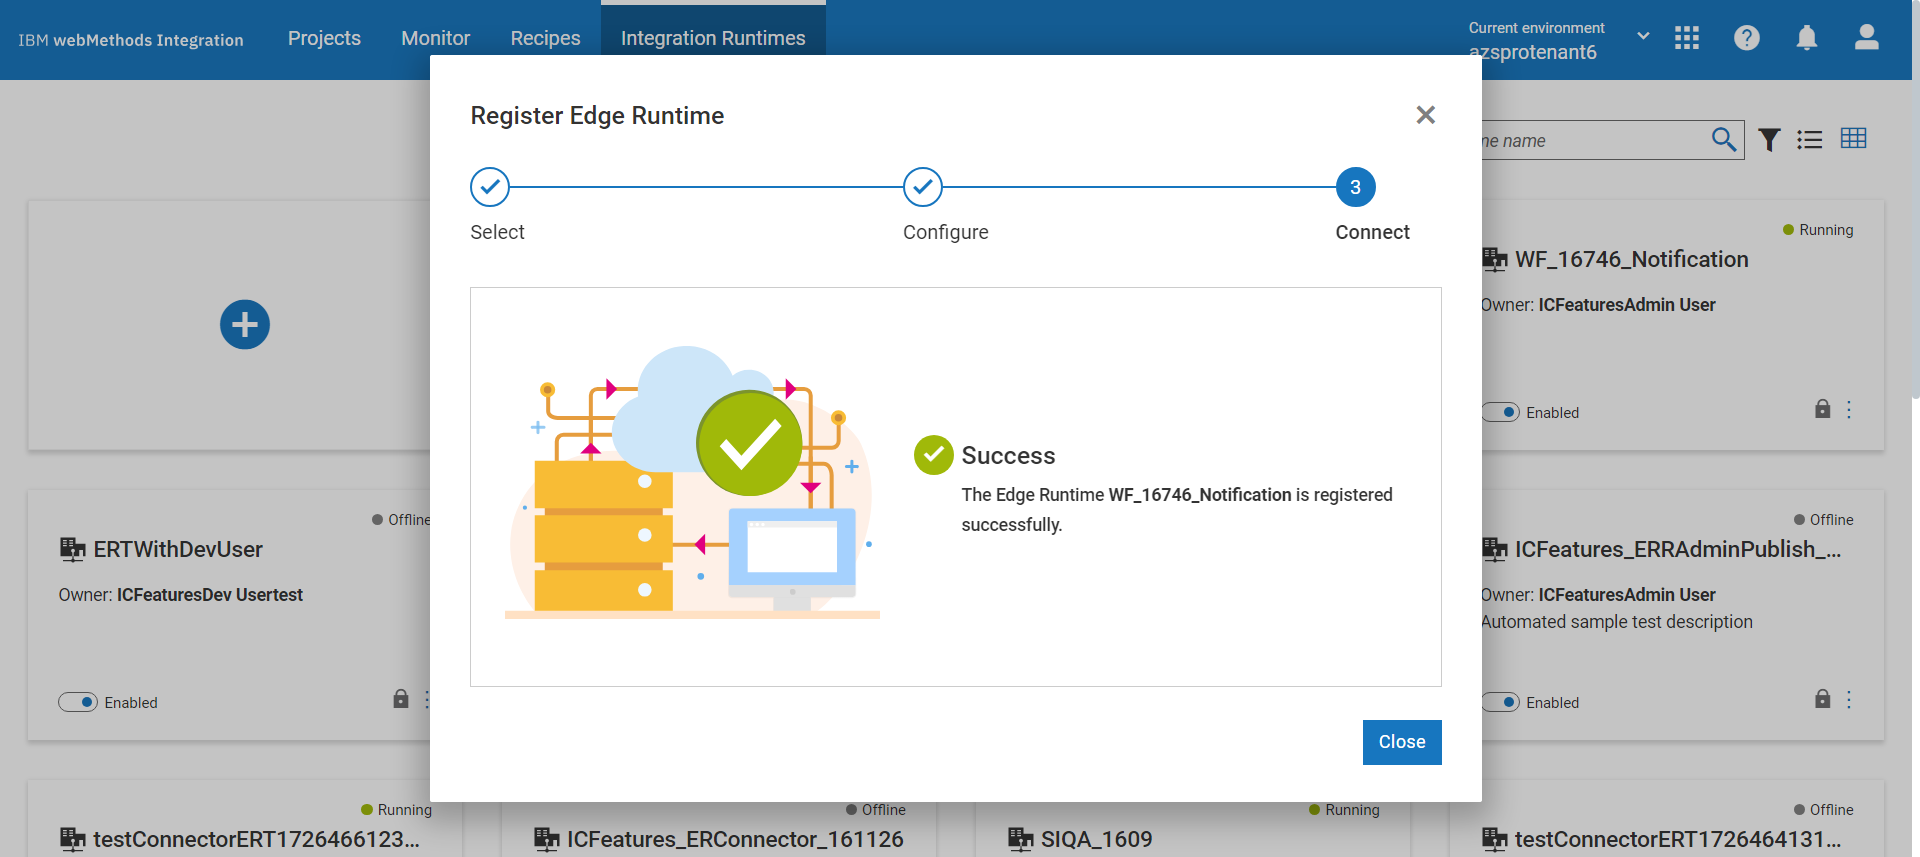 IBM webMethods Integration
Projects
Monitor
Recipes
Integration Runtimes
Current environment
azsprotenant6
Register Edge Runtime
3
Select
Configure
Connect
Success
The Edge Runtime WF_16746_Notification is registered
successfully.
Close
name
Running
WF_16746_Notification
Owner: ICFeaturesAdmin User
Enabled
Offline
ERTWithDevUser
Owner: ICFeaturesDev Usertest
Enabled
Offline
ICFeatures_ERRAdminPublish_...
Owner: ICFeaturesAdmin User
Automated sample test description
Enabled
Running
testConnectorERT1726466123...
Offline
ICFeatures_ERConnector_161126
Running
SIQA_1609
Offline
testConnectorERT1726464131...